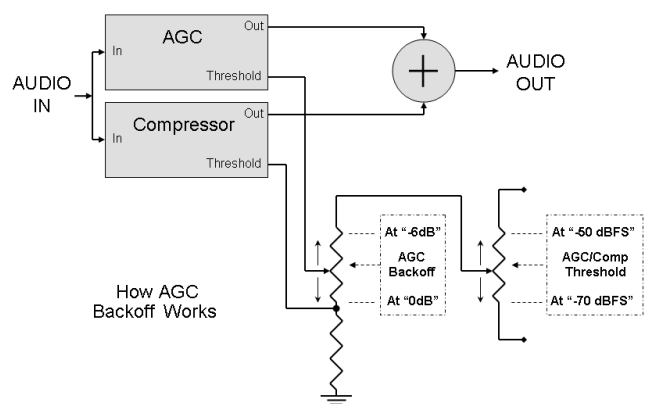 AGC
Out
In
Threshold
AUDIO
IN
Compressor
Out
In
Threshold
AUDIO
OUT
At “-6dB”
AGC
Backoff
At “0dB”
At “-50 dBFS”
AGC/Comp
Threshold
At “-70 dBFS”
How AGC
Backoff Works